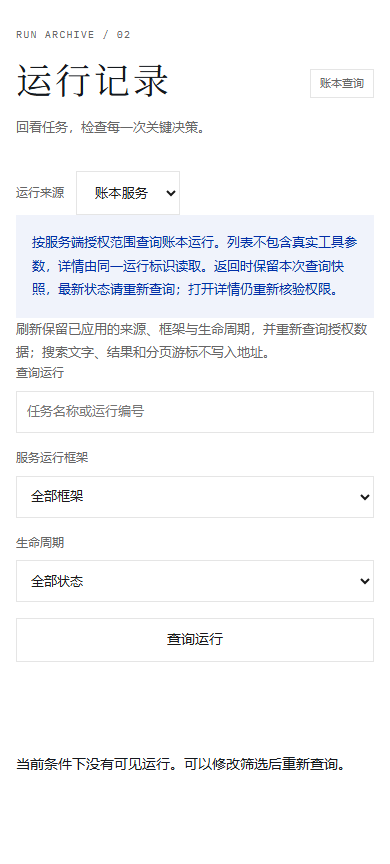 RUN ARCHIVE / 02
运行记录
账本查询
回看任务，检查每一次关键决策。
运行来源
账本服务
按服务端授权范围查询账本运行。列表不包含真实工具参
数，详情由同一运行标识读取。返回时保留本次查询快
照，最新状态请重新查询；打开详情仍重新核验权限。
刷新保留已应用的来源、框架与生命周期，并重新查询授权数
据；搜索文字、结果和分页游标不写入地址。
查询运行
任务名称或运行编号
服务运行框架
全部框架
生命周期
全部状态
查询运行
当前条件下没有可见运行。可以修改筛选后重新查询。